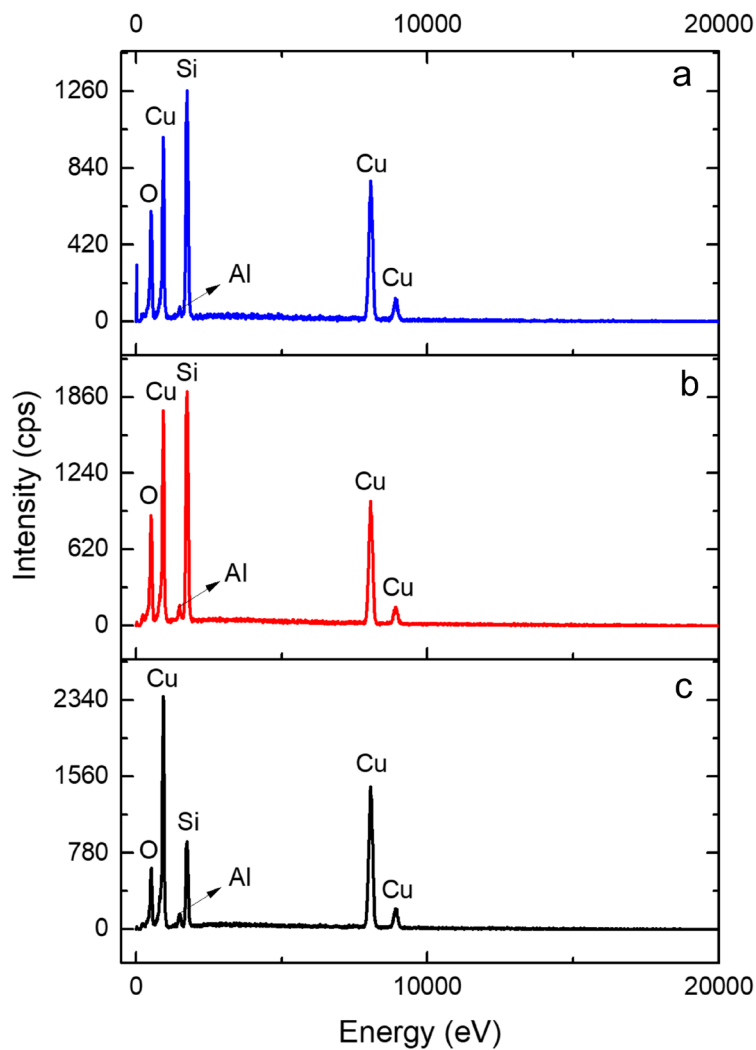 0 10000 20000
a
Si
1260
Cu
840
Cu
O
420
Al
Cu
0
b
Si
1860
Cu
1240
Cu
O
620
Al
Cu
0
c
Cu
2340
1560
Cu
Si
780
O
Al
Cu
0
Intensity (cps)
0 10000 20000
Energy (eV)